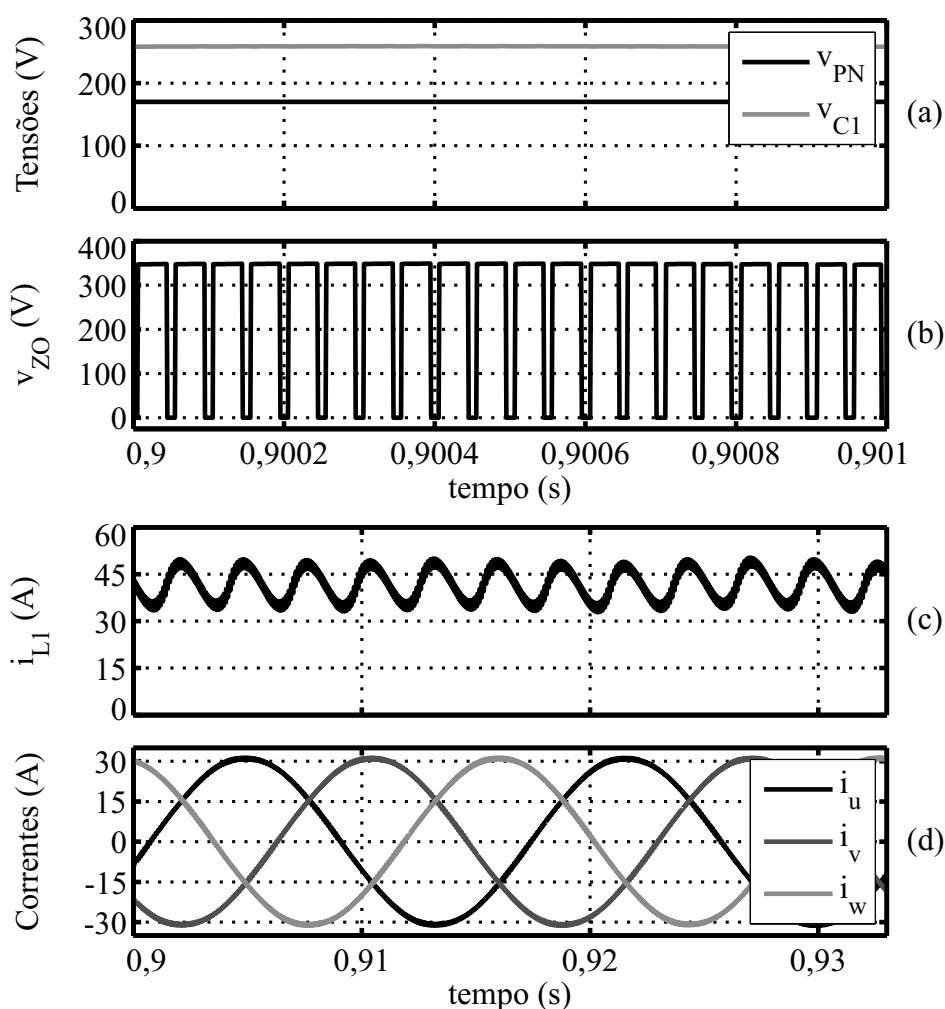 Tensões (V)
300
200
100
0
v_PN
v_C1
(a)
v_ZO (V)
400
300
200
100
0
(b)
0,9 0,9002 0,9004 0,9006 0,9008 0,901
tempo (s)
i_L1 (A)
60
45
30
15
0
(c)
Correntes (A)
30
15
0
-15
-30
i_u
i_v
i_w
(d)
0,9 0,91 0,92 0,93
tempo (s)